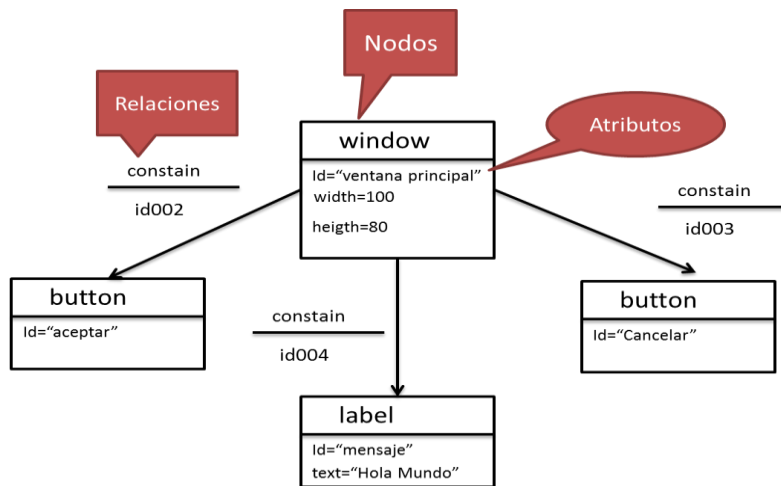 Nodos
Relaciones
Atributos
window
Id=“ventana principal”
width=100
heigth=80
constain
id002
constain
id003
button
Id=“aceptar”
constain
id004
button
Id=“Cancelar”
label
Id=“mensaje”
text=“Hola Mundo”